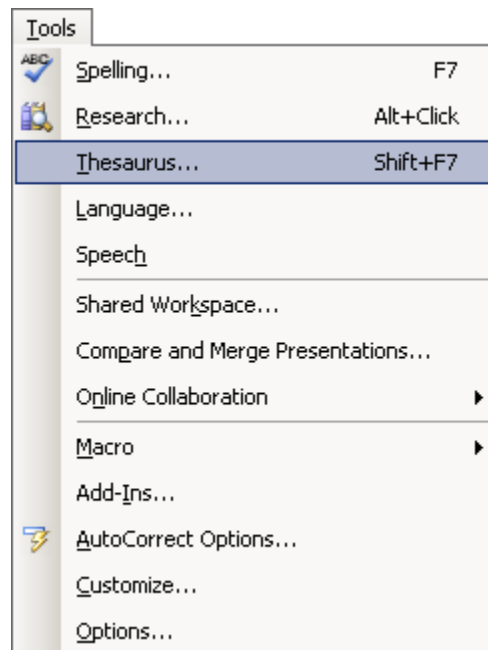 Tools
ABC
Spelling... F7
Research... Alt+Click
Thesaurus... Shift+F7
Language...
Speech
Shared Workspace...
Compare and Merge Presentations...
Online Collaboration
Macro
Add-Ins...
AutoCorrect Options...
Customize...
Options...